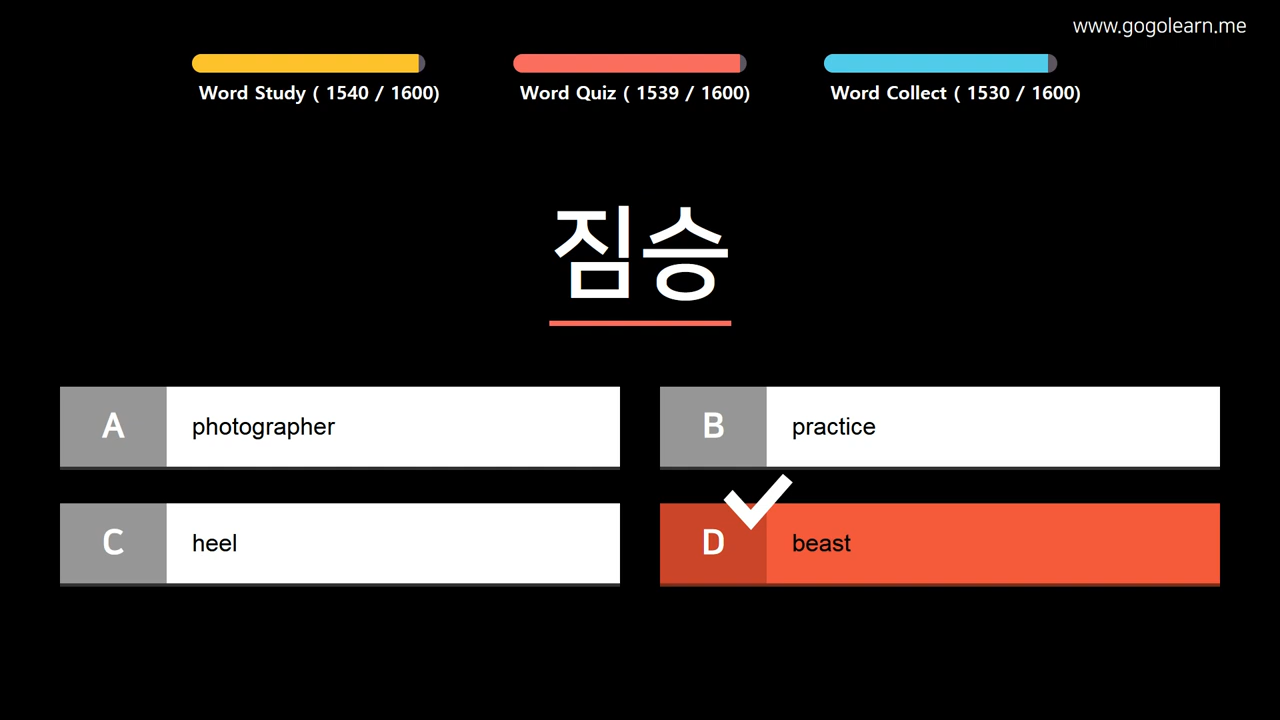 www.gogolearn.me
Word Study ( 1540 / 1600)
Word Quiz ( 1539 / 1600)
Word Collect ( 1530 / 1600)
짐승
A photographer
B practice
C heel
D beast